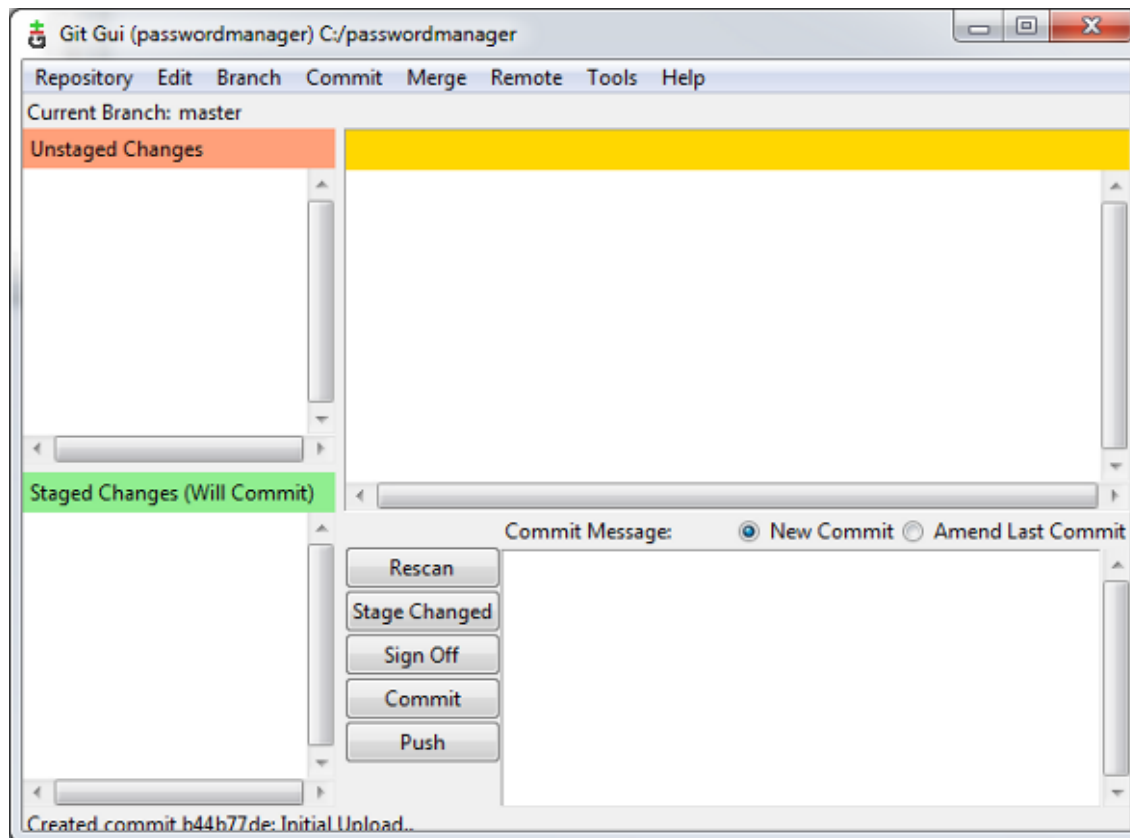 Git Gui (passwordmanager) C:/passwordmanager
Repository Edit Branch Commit Merge Remote Tools Help
Current Branch: master
Unstaged Changes
Staged Changes (Will Commit)
Commit Message: New Commit Amend Last Commit
Rescan
Stage Changed
Sign Off
Commit
Push
Created commit b44b77de: Initial Upload..